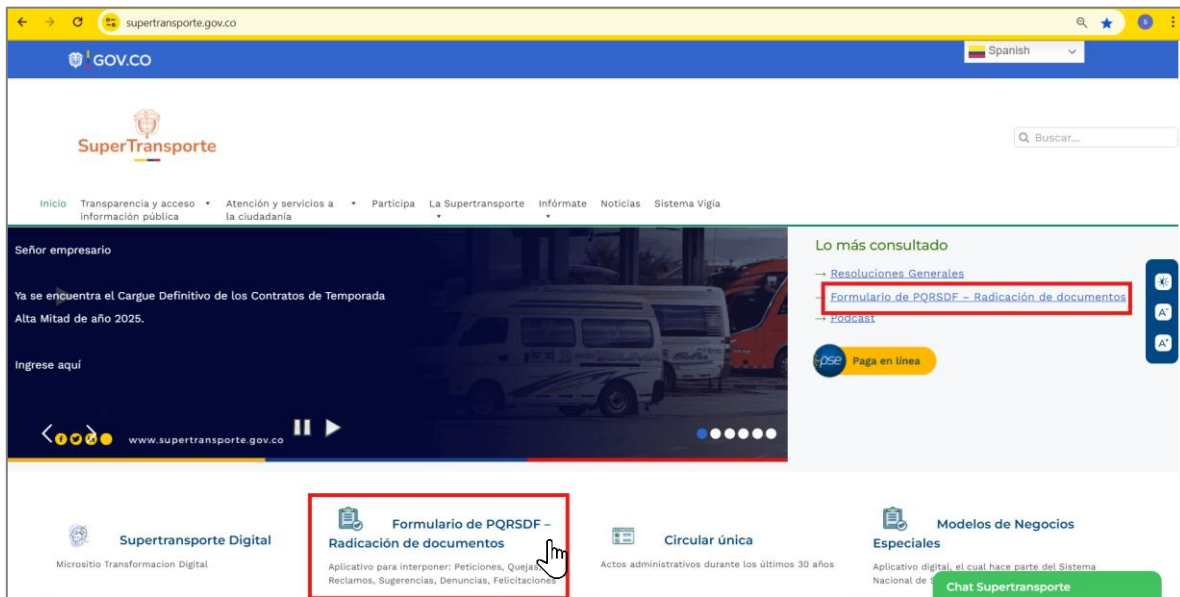 supertransporte.gov.co
GOV.CO
Spanish
SuperTransporte
Buscar...
Inicio
Transparencia y acceso
información pública
Atención y servicios a
la ciudadanía
Participa
La Supertransporte
Infórmate
Noticias
Sistema Vigía
Señor empresario
Ya se encuentra el Cargue Definitivo de los Contratos de Temporada
Alta Mitad de año 2025.
Ingrese aquí
www.supertransporte.gov.co
Lo más consultado
→ Resoluciones Generales
→ Formulario de PQRSDF – Radicación de documentos
→ Podcast
pse Paga en línea
A-
A+
Supertransporte Digital
Micrositio Transformacion Digital
Formulario de PQRSDF –
Radicación de documentos
Aplicativo para interponer: Peticiones, Quejas,
Reclamos, Sugerencias, Denuncias, Felicitaciones
Circular única
Actos administrativos durante los últimos 30 años
Modelos de Negocios
Especiales
Aplicativo digital, el cual hace parte del Sistema
Nacional de
Chat Supertransporte